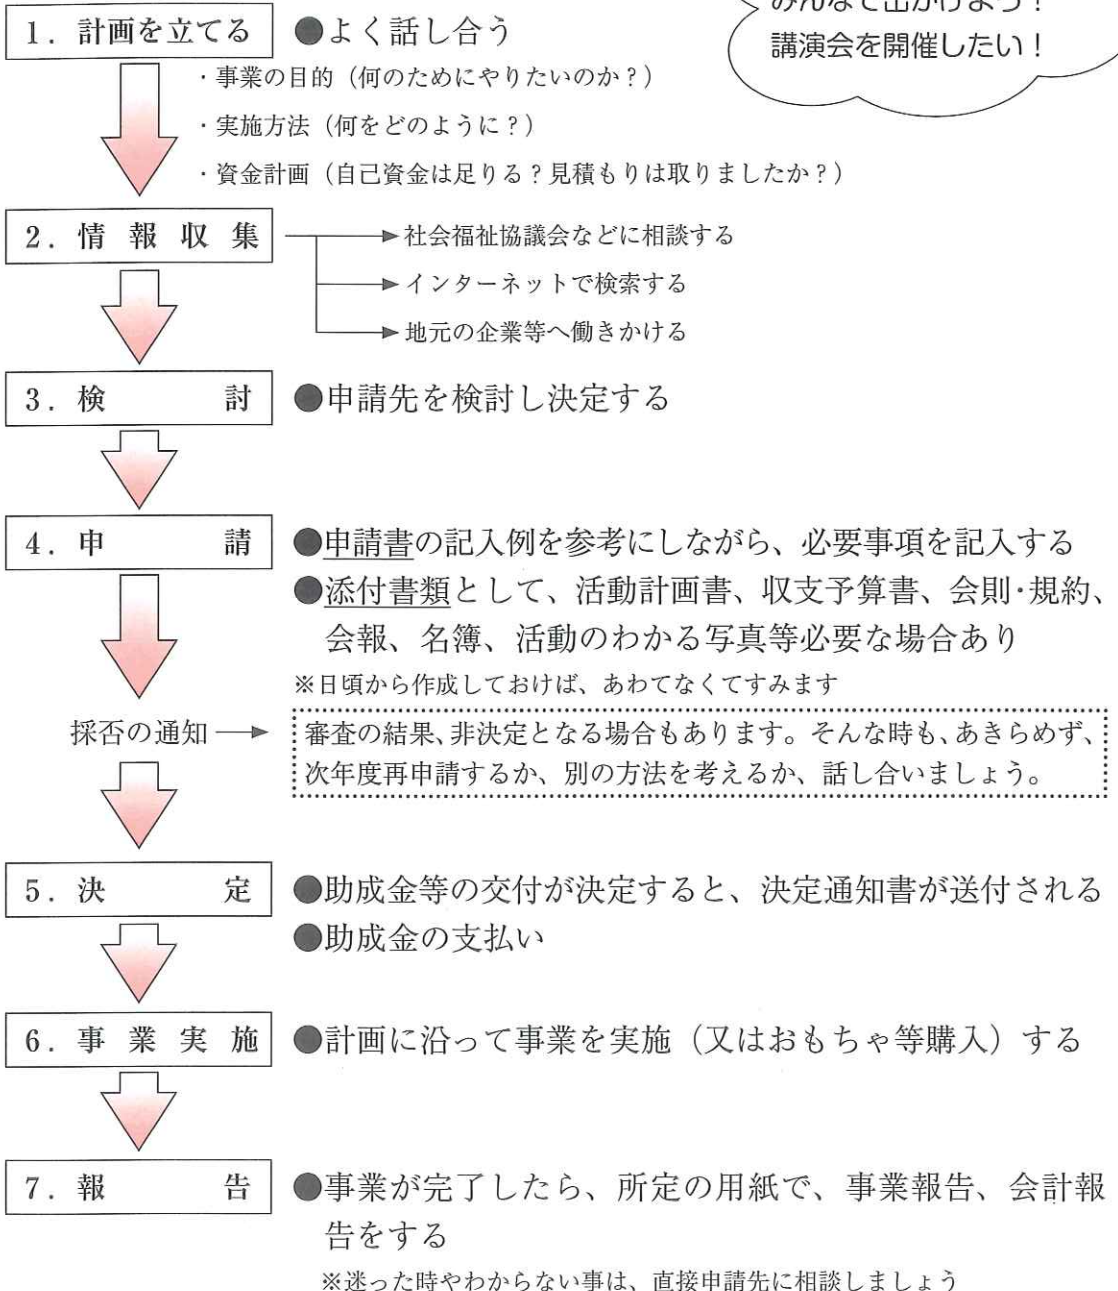 みんなで出かけよう！
講演会を開催したい！
1．計画を立てる
●よく話し合う
・事業の目的（何のためにやりたいのか？）
・実施方法（何をどのように？）
・資金計画（自己資金は足りる？見積もりは取りましたか？）
2．情報収集
社会福祉協議会などに相談する
インターネットで検索する
地元の企業等へ働きかける
3．検討
●申請先を検討し決定する
4．申請
●申請書の記入例を参考にしながら、必要事項を記入する
●添付書類として、活動計画書、収支予算書、会則・規約、
会報、名簿、活動のわかる写真等必要な場合あり
※日頃から作成しておけば、あわてなくてすみます
採否の通知
審査の結果、非決定となる場合もあります。そんな時も、あきらめず、
次年度再申請するか、別の方法を考えるか、話し合いましょう。
5．決定
●助成金等の交付が決定すると、決定通知書が送付される
●助成金の支払い
6．事業実施
●計画に沿って事業を実施（又はおもちゃ等購入）する
7．報告
●事業が完了したら、所定の用紙で、事業報告、会計報
告をする
※迷った時やわからない事は、直接申請先に相談しましょう